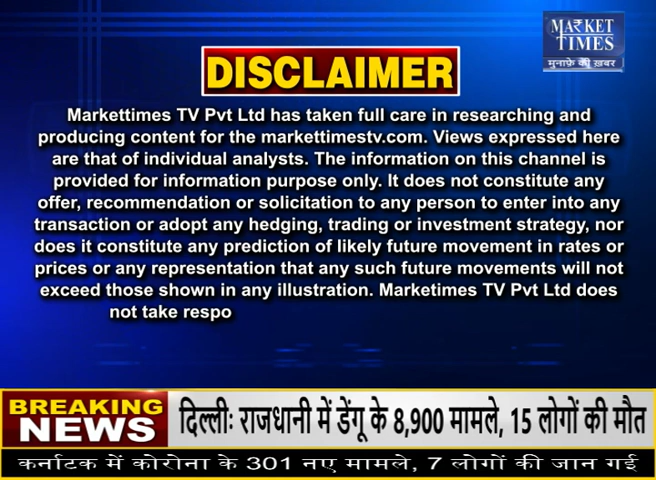 MARKET
TIMES
मुनाफ़े की ख़बर
DISCLAIMER
Markettimes TV Pvt Ltd has taken full care in researching and
producing content for the markettimestv.com. Views expressed here
are that of individual analysts. The information on this channel is
provided for information purpose only. It does not constitute any
offer, recommendation or solicitation to any person to enter into any
transaction or adopt any hedging, trading or investment strategy, nor
does it constitute any prediction of likely future movement in rates or
prices or any representation that any such future movements will not
exceed those shown in any illustration. Marketimes TV Pvt Ltd does
not take respo
BREAKING
NEWS
दिल्लीः राजधानी में डेंगू के 8,900 मामले, 15 लोगों की मौत
कर्नाटक में कोरोना के 301 नए मामले, 7 लोगों की जान गई